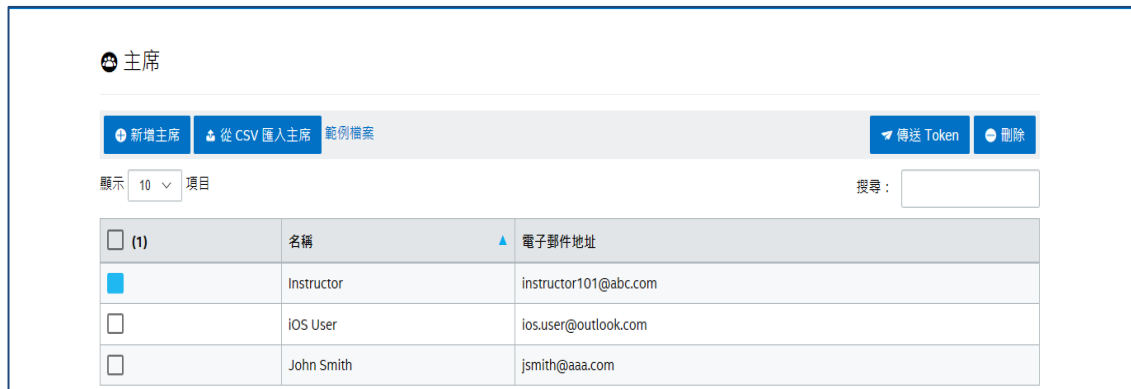 主席
新增主席 從 CSV 匯入主席 範例檔案 傳送 Token 刪除
顯示 10 項目 搜尋：
(1) 名稱 電子郵件地址
Instructor instructor101@abc.com
iOS User ios.user@outlook.com
John Smith jsmith@aaa.com